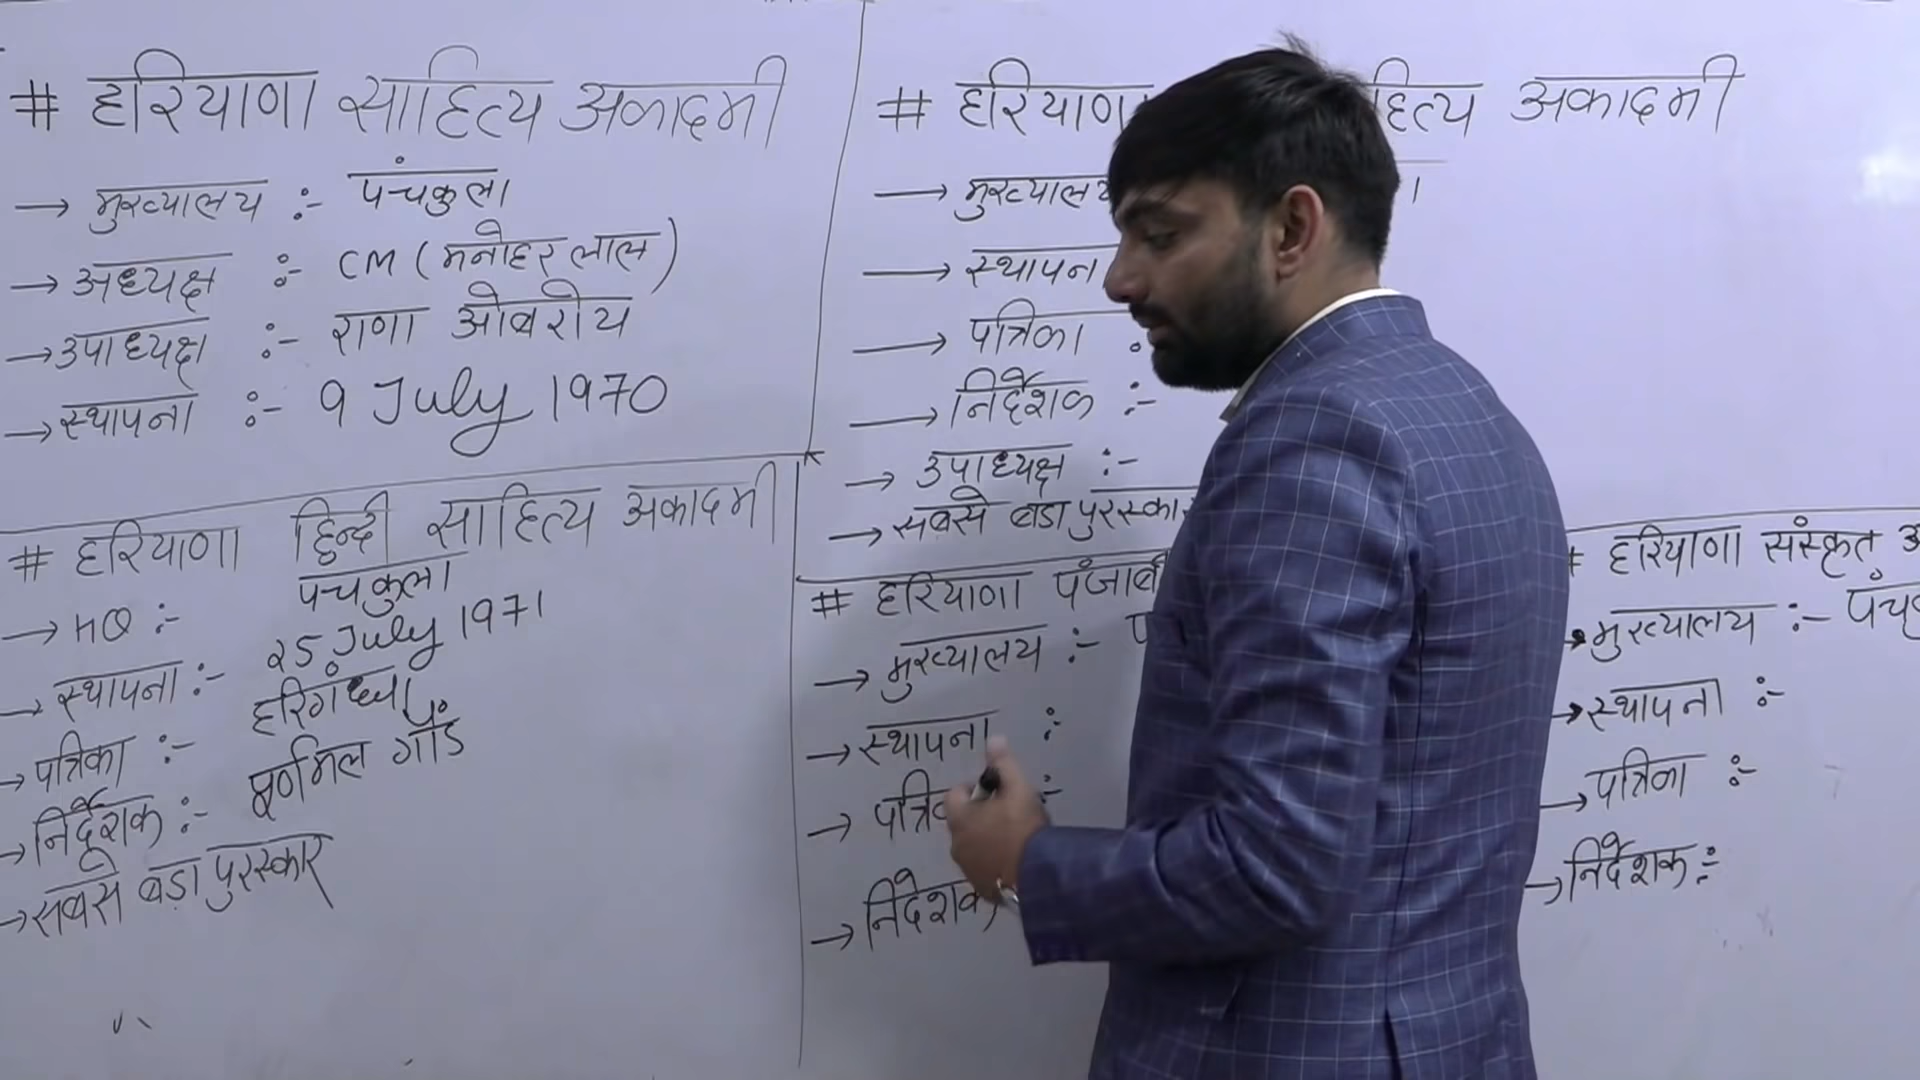 # हरियाणा साहित्य अकादमी
→ मुख्यालय :- पंचकुला
→ अध्यक्ष :- CM (मनोहर लाल)
→ उपाध्यक्ष :- राणा ओबरोय
→ स्थापना :- 9 July 1970
# हरियाणा हिन्दी साहित्य अकादमी
→ HQ :- पंचकुला
→ स्थापना :- 25 July 1971
→ पत्रिका :- हरिगंधा
→ निर्देशक :- पूर्णमल गौड
→ सबसे बडा पुरस्कार
# हरियाणा साहित्य अकादमी
→ मुख्यालय
→ स्थापन
→ पत्रिका :
→ निर्देशक :-
→ उपाध्यक्ष :-
→ सबसे बडा पुरस्कार
# हरियाणा पंजाबी
→ मुख्यालय :- प
→ स्थापना :-
→ पत्रि :-
→ निदेशक
# हरियाणा संस्कृत अ
→ मुख्यालय :- पंच
→ स्थापना :-
→ पत्रिका :-
→ निर्देशक :-